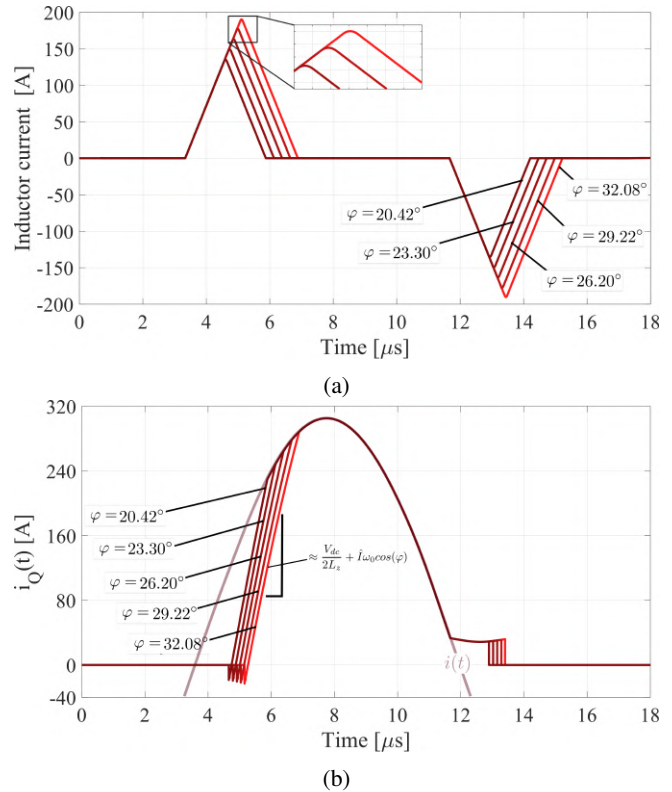 200
150
100
50
0
-50
-100
-150
-200
Inductor current [A]
φ = 20.42°
φ = 23.30°
φ = 32.08°
φ = 29.22°
φ = 26.20°
0 2 4 6 8 10 12 14 16 18
Time [μs]
(a)
320
240
160
80
0
-40
i_Q(t) [A]
φ = 20.42°
φ = 23.30°
φ = 26.20°
φ = 29.22°
φ = 32.08°
≈ V_dc/2L_s + Îω₀cos(φ)
i(t)
0 2 4 6 8 10 12 14 16 18
Time [μs]
(b)